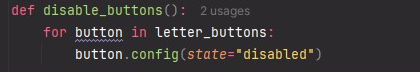 def disable_buttons():  2 usages
    for button in letter_buttons:
        button.config(state="disabled")